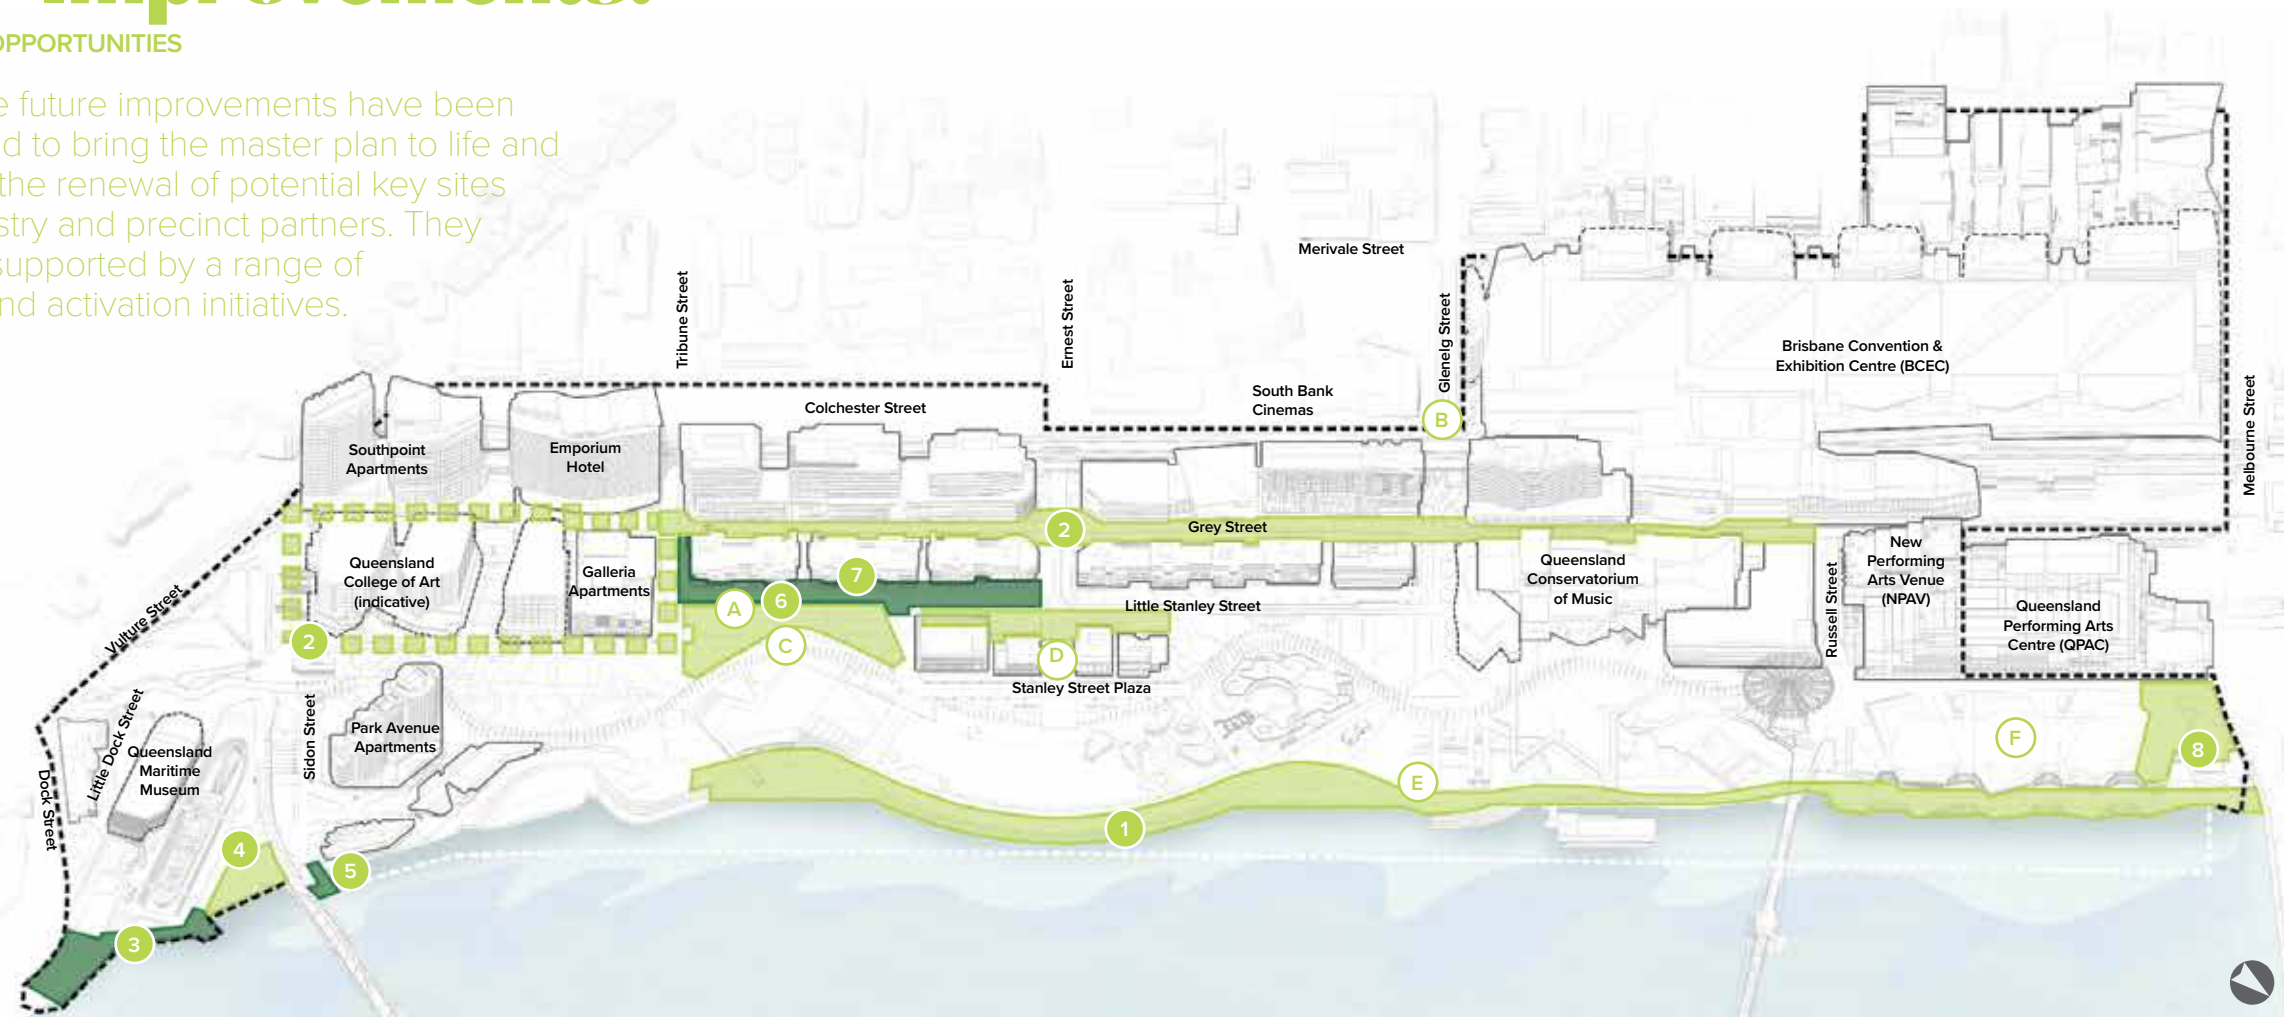 improvements.
OPPORTUNITIES
e future improvements have been
d to bring the master plan to life and
the renewal of potential key sites
stry and precinct partners. They
supported by a range of
nd activation initiatives.
Merivale Street
Tribune Street
Ernest Street
Glenelg Street
Brisbane Convention &
Exhibition Centre (BCEC)
Melbourne Street
Colchester Street
South Bank
Cinemas
B
Southpoint
Apartments
Emporium
Hotel
2
Grey Street
Queensland
College of Art
(indicative)
Galleria
Apartments
7
A
6
Little Stanley Street
Queensland
Conservatorium
of Music
Russell Street
New
Performing
Arts Venue
(NPAV)
Queensland
Performing Arts
Centre (QPAC)
Vulture Street
2
C
D
Stanley Street Plaza
Sidon Street
Park Avenue
Apartments
Little Dock Street
Queensland
Maritime
Museum
Dock Street
F
8
E
1
4
5
3